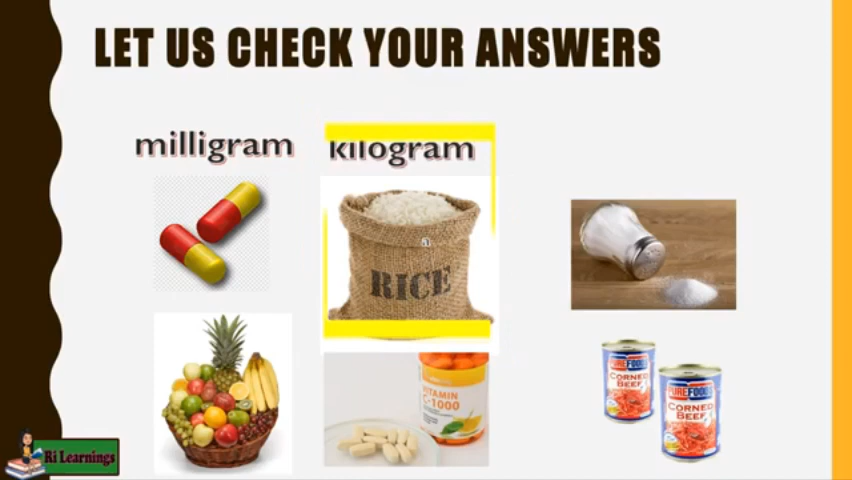 LET US CHECK YOUR ANSWERS
milligram
kilogram
a
RICE
VITAMIN
C-1000
PUREFOODS
CORNED
BEEF
PUREFOODS
CORNED
BEEF
Ri Learnings